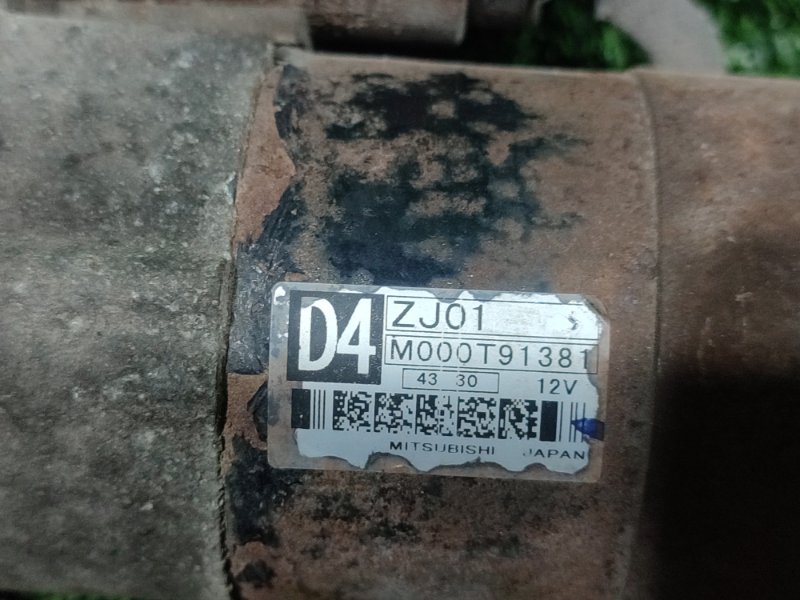 D4
ZJ01 S
M000T91381
43 30 12V
MITSUBISHI JAPAN